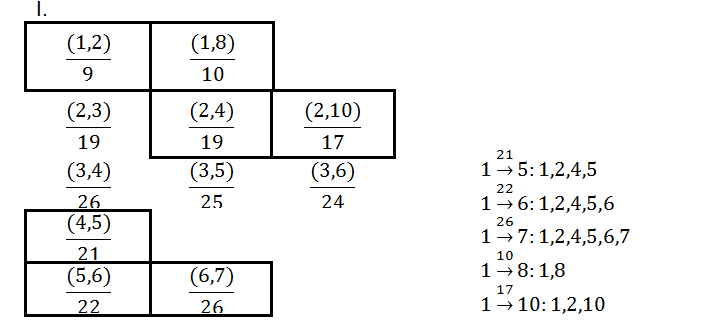 I.
(1,2)/9 (1,8)/10
(2,3)/19 (2,4)/19 (2,10)/17
(3,4)/26 (3,5)/25 (3,6)/24
(4,5)/21
(5,6)/22 (6,7)/26
21
1 → 5: 1,2,4,5
22
1 → 6: 1,2,4,5,6
26
1 → 7: 1,2,4,5,6,7
10
1 → 8: 1,8
17
1 → 10: 1,2,10